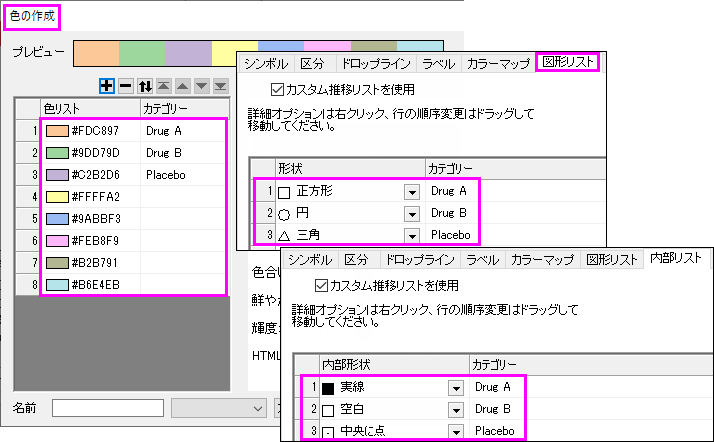 色の作成
プレビュー
色リスト カテゴリー
1 #FDC897 Drug A
2 #9DD79D Drug B
3 #C2B2D6 Placebo
4 #FFFFA2
5 #9ABBF3
6 #FEB8F9
7 #B2B791
8 #B6E4EB
名前
シンボル 区分 ドロップライン ラベル カラーマップ 図形リスト
カスタム推移リストを使用
詳細オプションは右クリック、行の順序変更はドラッグして
移動してください。
形状 カテゴリー
1 正方形 Drug A
2 円 Drug B
3 三角 Placebo
色合い
鮮やか
輝度
HTML
シンボル 区分 ドロップライン ラベル カラーマップ 図形リスト 内部リスト
カスタム推移リストを使用
詳細オプションは右クリック、行の順序変更はドラッグして
移動してください。
内部形状 カテゴリー
1 実線 Drug A
2 空白 Drug B
3 中央に点 Placebo